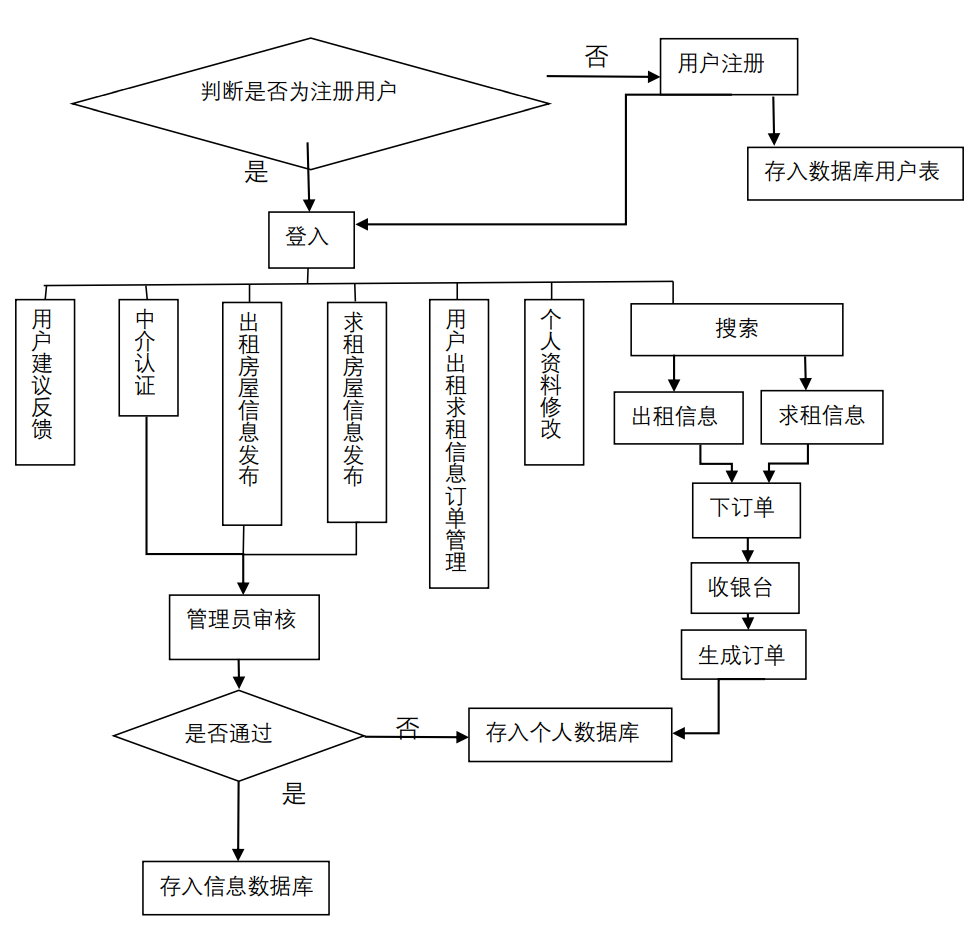 判断是否为注册用户
否
用户注册
存入数据库用户表
是
登入
用户建议反馈
中介认证
出租房屋信息发布
求租房屋信息发布
用户出租求租信息订单管理
个人资料修改
搜索
出租信息
求租信息
下订单
收银台
生成订单
管理员审核
是否通过
否
存入个人数据库
是
存入信息数据库